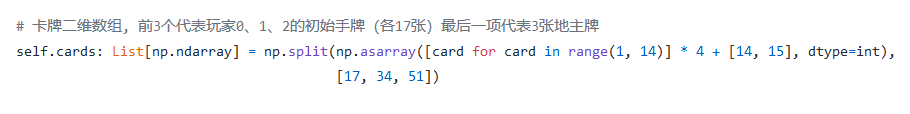 # 卡牌二维数组，前3个代表玩家0、1、2的初始手牌（各17张）最后一项代表3张地主牌
self.cards: List[np.ndarray] = np.split(np.asarray([card for card in range(1, 14)] * 4 + [14, 15], dtype=int),
[17, 34, 51])